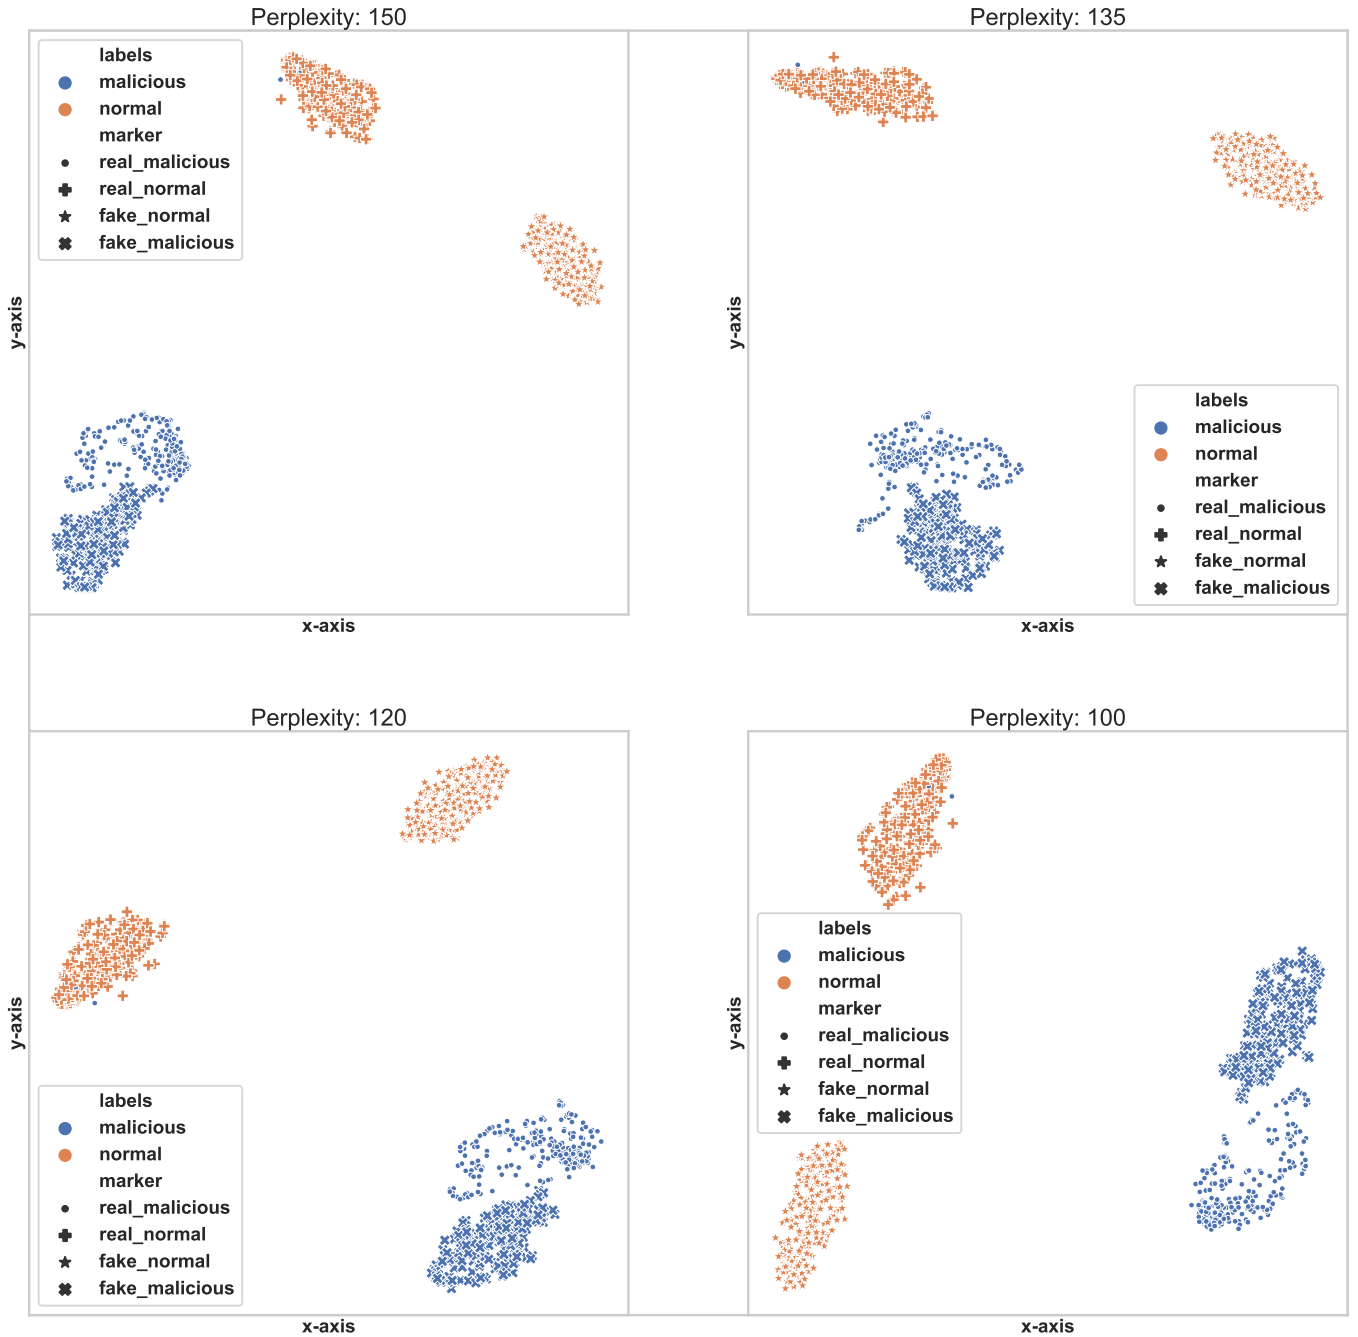 Perplexity: 150
labels
malicious
normal
marker
real_malicious
real_normal
fake_normal
fake_malicious
y-axis
x-axis
Perplexity: 135
labels
malicious
normal
marker
real_malicious
real_normal
fake_normal
fake_malicious
y-axis
x-axis
Perplexity: 120
labels
malicious
normal
marker
real_malicious
real_normal
fake_normal
fake_malicious
y-axis
x-axis
Perplexity: 100
labels
malicious
normal
marker
real_malicious
real_normal
fake_normal
fake_malicious
y-axis
x-axis